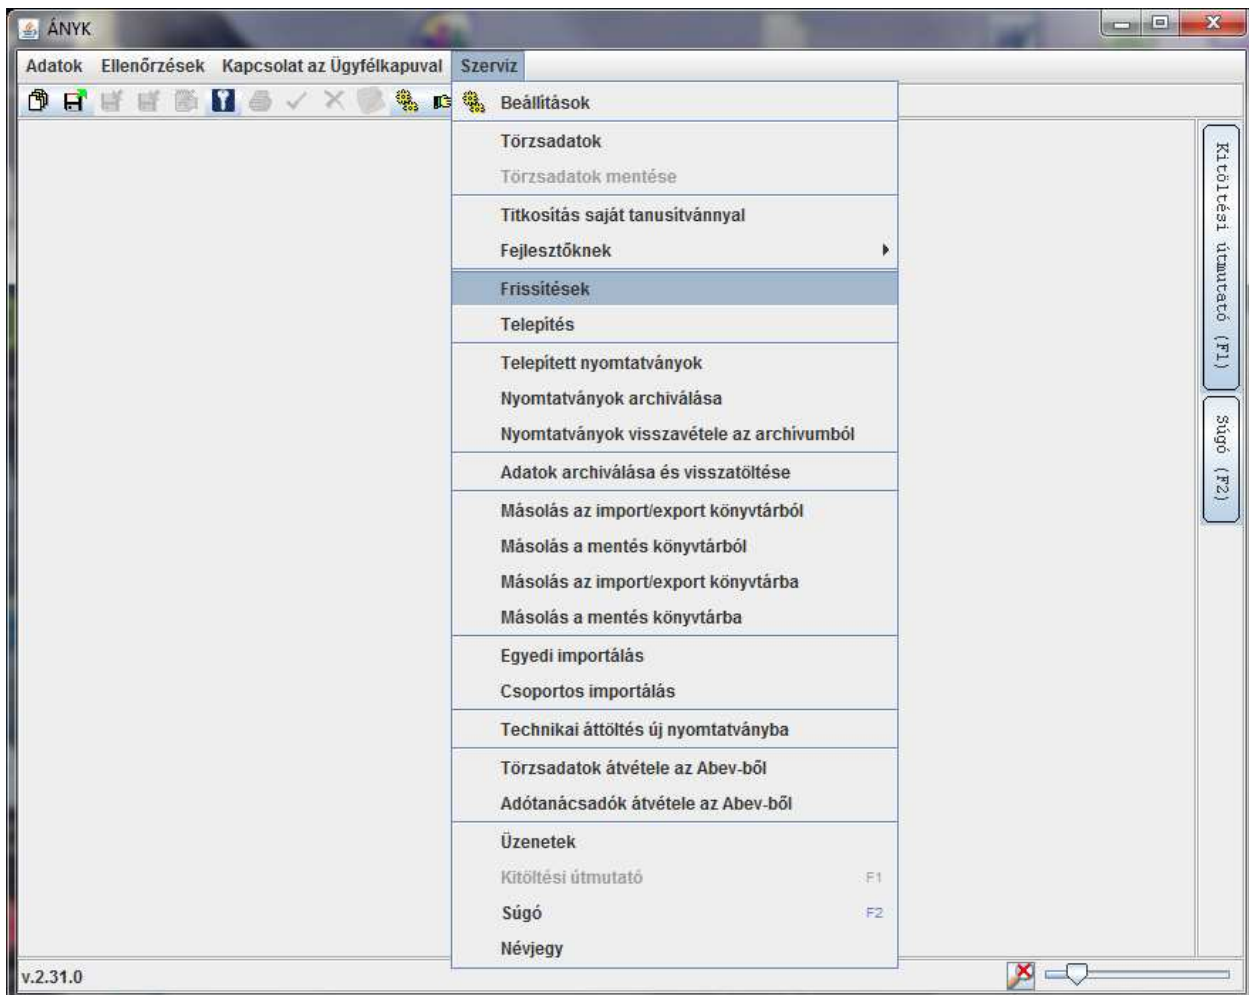 ÁNYK
Adatok Ellenőrzések Kapcsolat az Ügyfélkapuval Szerviz
Beállítások
Törzsadatok
Törzsadatok mentése
Titkosítás saját tanusítvánnyal
Fejlesztőknek
Frissítések
Telepítés
Telepített nyomtatványok
Nyomtatványok archiválása
Nyomtatványok visszavétele az archívumból
Adatok archiválása és visszatöltése
Másolás az import/export könyvtárból
Másolás a mentés könyvtárból
Másolás az import/export könyvtárba
Másolás a mentés könyvtárba
Egyedi importálás
Csoportos importálás
Technikai áttöltés új nyomtatványba
Törzsadatok átvétele az Abev-ből
Adótanácsadók átvétele az Abev-ből
Üzenetek
Kitöltési útmutató F1
Súgó F2
Névjegy
Kitöltési útmutató (F1)
Súgó (F2)
v.2.31.0